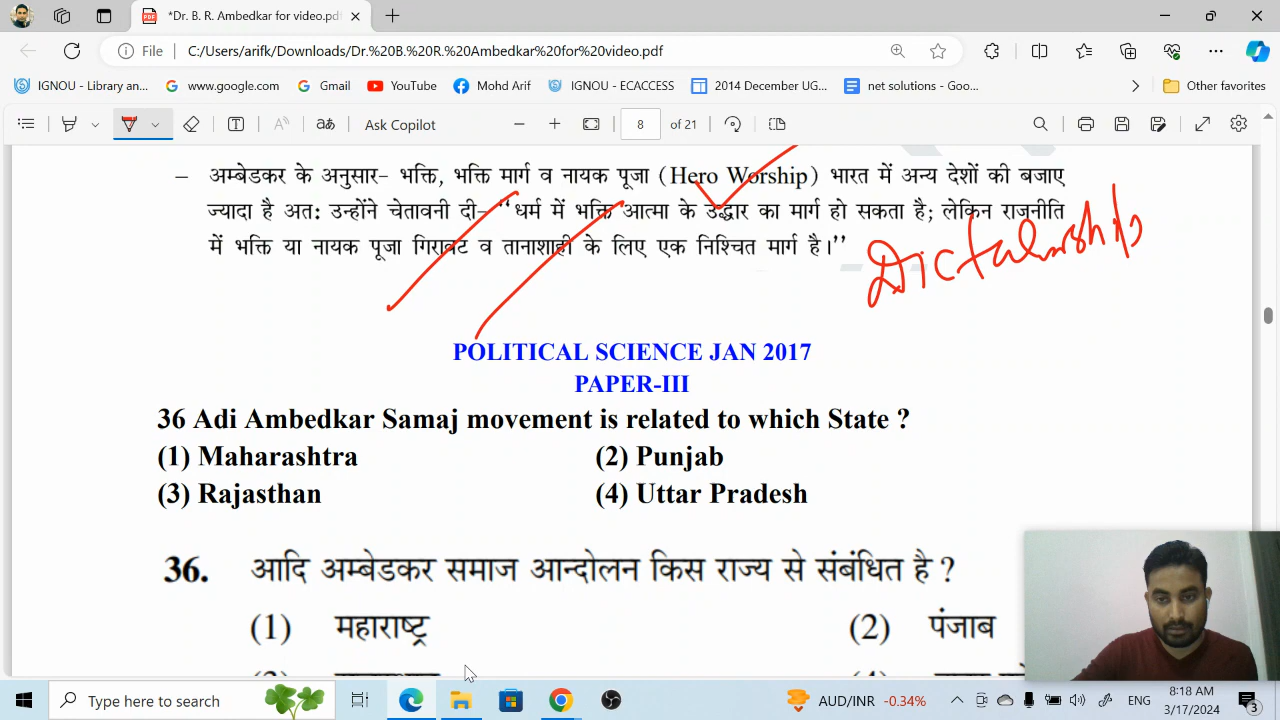 *Dr. B. R. Ambedkar for video.pdf
File C:/Users/arifk/Downloads/Dr.%20B.%20R.%20Ambedkar%20for%20video.pdf
IGNOU - Library an... www.google.com Gmail YouTube Mohd Arif IGNOU - ECACCESS 2014 December UG... net solutions - Goo... Other favorites
Ask Copilot 8 of 21
– अम्बेडकर के अनुसार- भक्ति, भक्ति मार्ग व नायक पूजा (Hero Worship) भारत में अन्य देशों की बजाए
ज्यादा है अत: उन्होंने चेतावनी दी- ‘‘धर्म में भक्ति आत्मा के उद्धार का मार्ग हो सकता है; लेकिन राजनीति
में भक्ति या नायक पूजा गिरावट व तानाशाही के लिए एक निश्चित मार्ग है।’’
Dictatorship
POLITICAL SCIENCE JAN 2017
PAPER-III
36 Adi Ambedkar Samaj movement is related to which State ?
(1) Maharashtra (2) Punjab
(3) Rajasthan (4) Uttar Pradesh
36. आदि अम्बेडकर समाज आन्दोलन किस राज्य से संबंधित है ?
(1) महाराष्ट्र (2) पंजाब
Type here to search AUD/INR -0.34% ENG 8:18 AM
3/17/2024 3